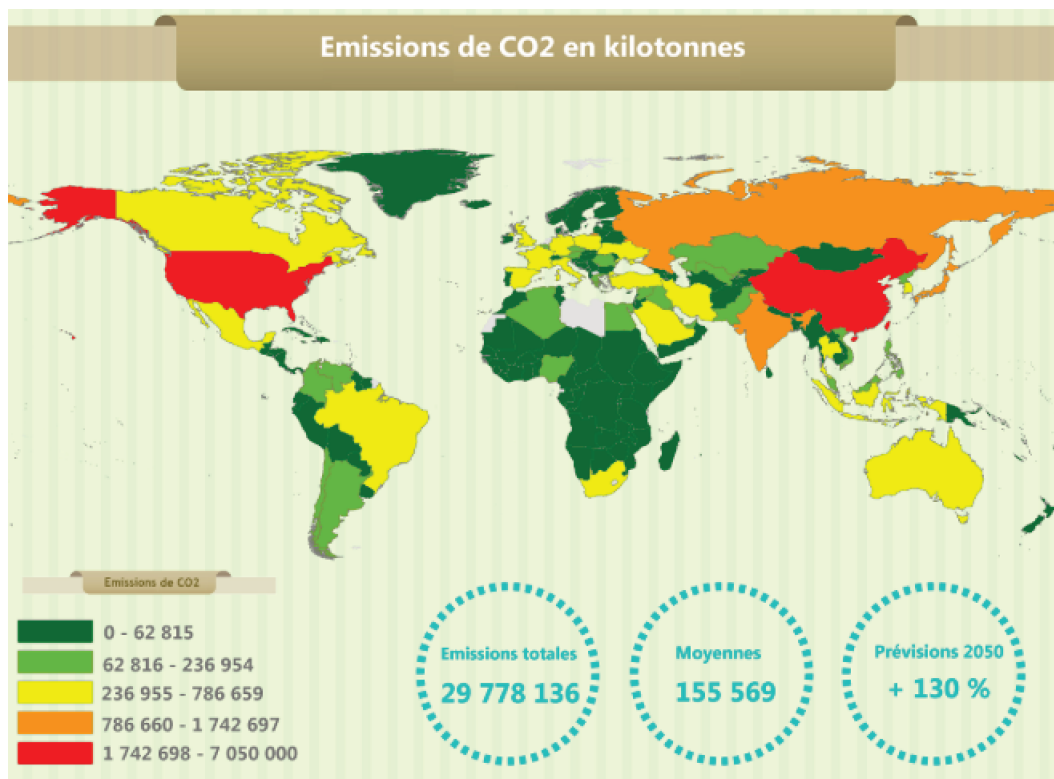 Emissions de CO2 en kilotonnes
Emissions de CO2
0 - 62 815
62 816 - 236 954
236 955 - 786 659
786 660 - 1 742 697
1 742 698 - 7 050 000
Emissions totales
29 778 136
Moyennes
155 569
Prévisions 2050
+ 130 %